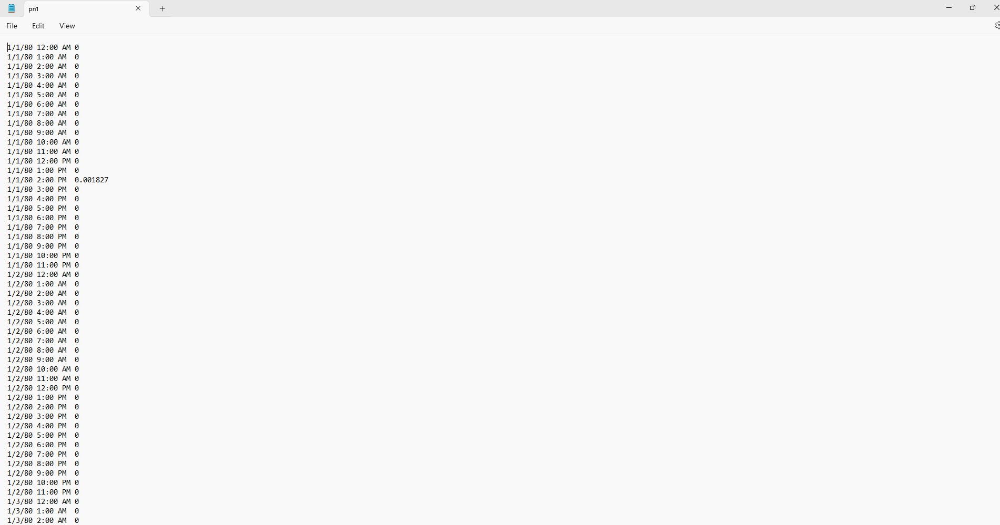 pn1
File Edit View
1/1/80 12:00 AM 0
1/1/80 1:00 AM  0
1/1/80 2:00 AM  0
1/1/80 3:00 AM  0
1/1/80 4:00 AM  0
1/1/80 5:00 AM  0
1/1/80 6:00 AM  0
1/1/80 7:00 AM  0
1/1/80 8:00 AM  0
1/1/80 9:00 AM  0
1/1/80 10:00 AM 0
1/1/80 11:00 AM 0
1/1/80 12:00 PM 0
1/1/80 1:00 PM  0
1/1/80 2:00 PM  0.001827
1/1/80 3:00 PM  0
1/1/80 4:00 PM  0
1/1/80 5:00 PM  0
1/1/80 6:00 PM  0
1/1/80 7:00 PM  0
1/1/80 8:00 PM  0
1/1/80 9:00 PM  0
1/1/80 10:00 PM 0
1/1/80 11:00 PM 0
1/2/80 12:00 AM 0
1/2/80 1:00 AM  0
1/2/80 2:00 AM  0
1/2/80 3:00 AM  0
1/2/80 4:00 AM  0
1/2/80 5:00 AM  0
1/2/80 6:00 AM  0
1/2/80 7:00 AM  0
1/2/80 8:00 AM  0
1/2/80 9:00 AM  0
1/2/80 10:00 AM 0
1/2/80 11:00 AM 0
1/2/80 12:00 PM 0
1/2/80 1:00 PM  0
1/2/80 2:00 PM  0
1/2/80 3:00 PM  0
1/2/80 4:00 PM  0
1/2/80 5:00 PM  0
1/2/80 6:00 PM  0
1/2/80 7:00 PM  0
1/2/80 8:00 PM  0
1/2/80 9:00 PM  0
1/2/80 10:00 PM 0
1/2/80 11:00 PM 0
1/3/80 12:00 AM 0
1/3/80 1:00 AM  0
1/3/80 2:00 AM  0